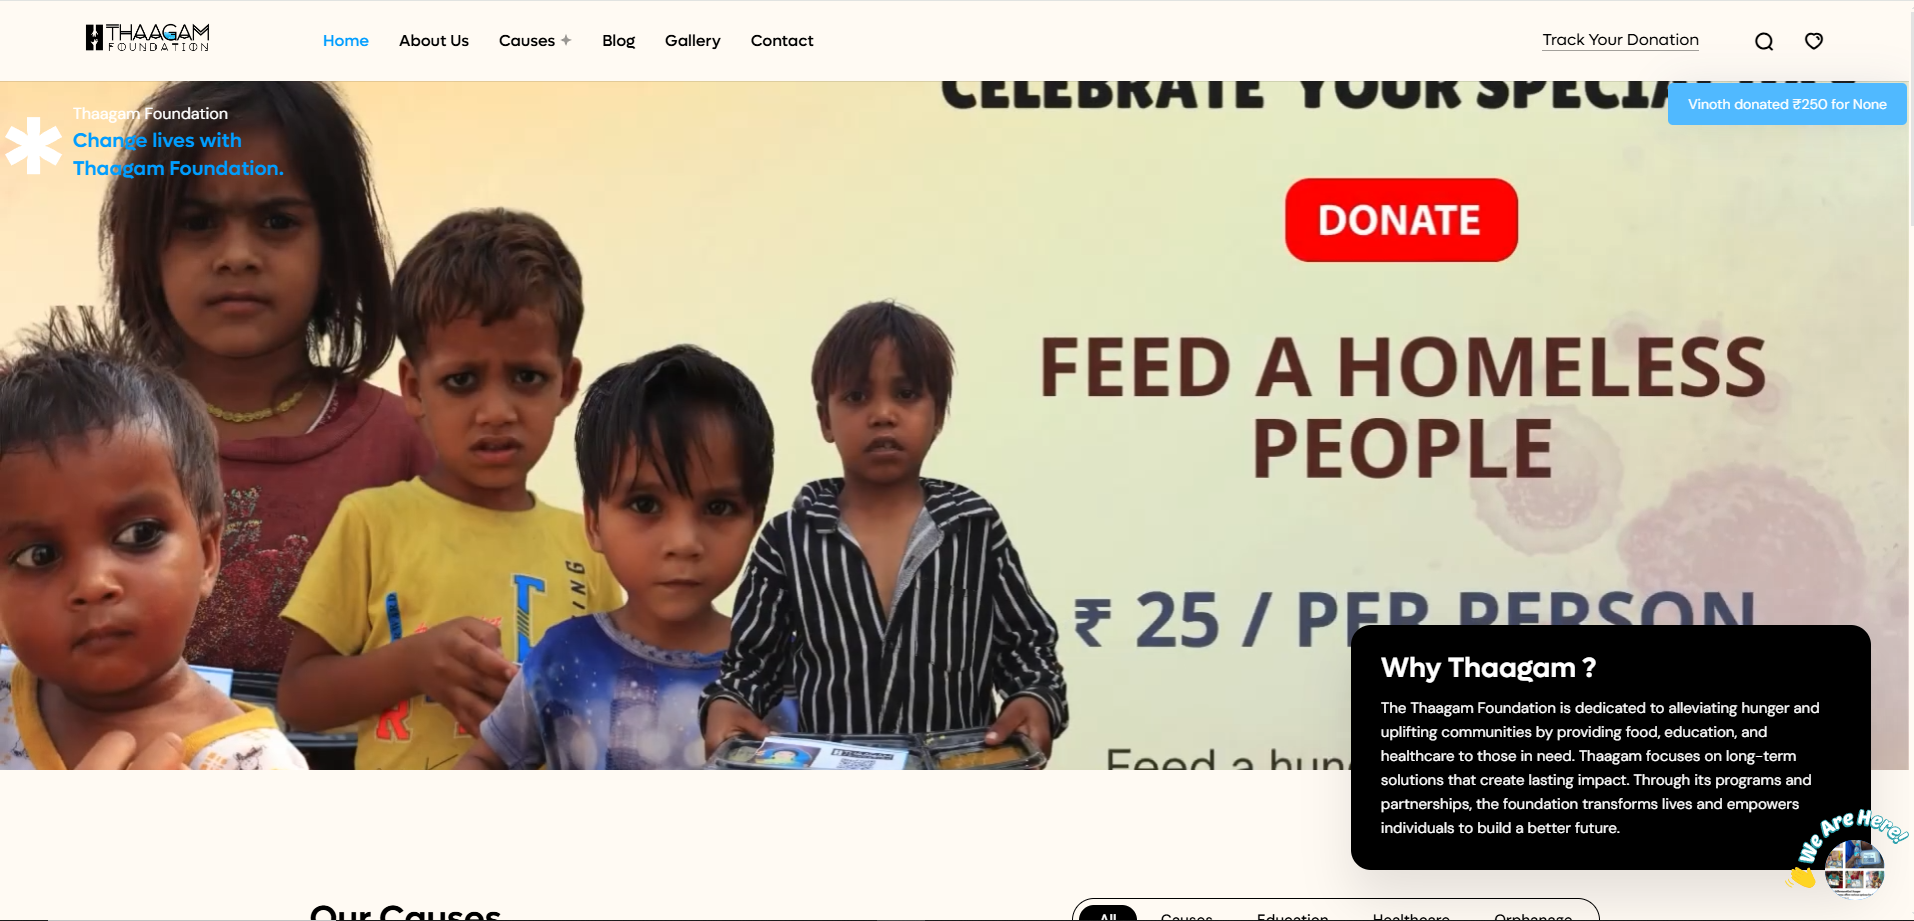 THAAGAM
FOUNDATION
Home
About Us
Causes
Blog
Gallery
Contact
Track Your Donation
CELEBRATE YOUR SPECIAL
Vinoth donated ₹250 for None
Thaagam Foundation
Change lives with
Thaagam Foundation.
DONATE
FEED A HOMELESS
PEOPLE
₹ 25 / PER PERSON
Feed a hun
Why Thaagam ?
The Thaagam Foundation is dedicated to alleviating hunger and
uplifting communities by providing food, education, and
healthcare to those in need. Thaagam focuses on long-term
solutions that create lasting impact. Through its programs and
partnerships, the foundation transforms lives and empowers
individuals to build a better future.
We Are Here!
Our Causes
All
Causes
Education
Healthcare
Orphanage